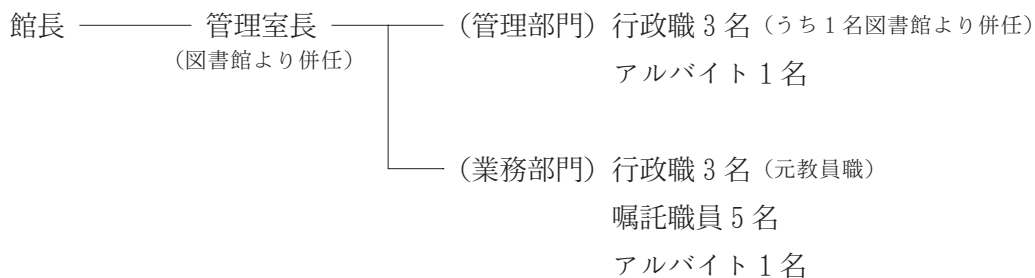 館長 管理室長 （管理部門）行政職３名（うち１名図書館より併任）
（図書館より併任）
アルバイト１名
（業務部門）行政職３名（元教員職）
嘱託職員５名
アルバイト１名